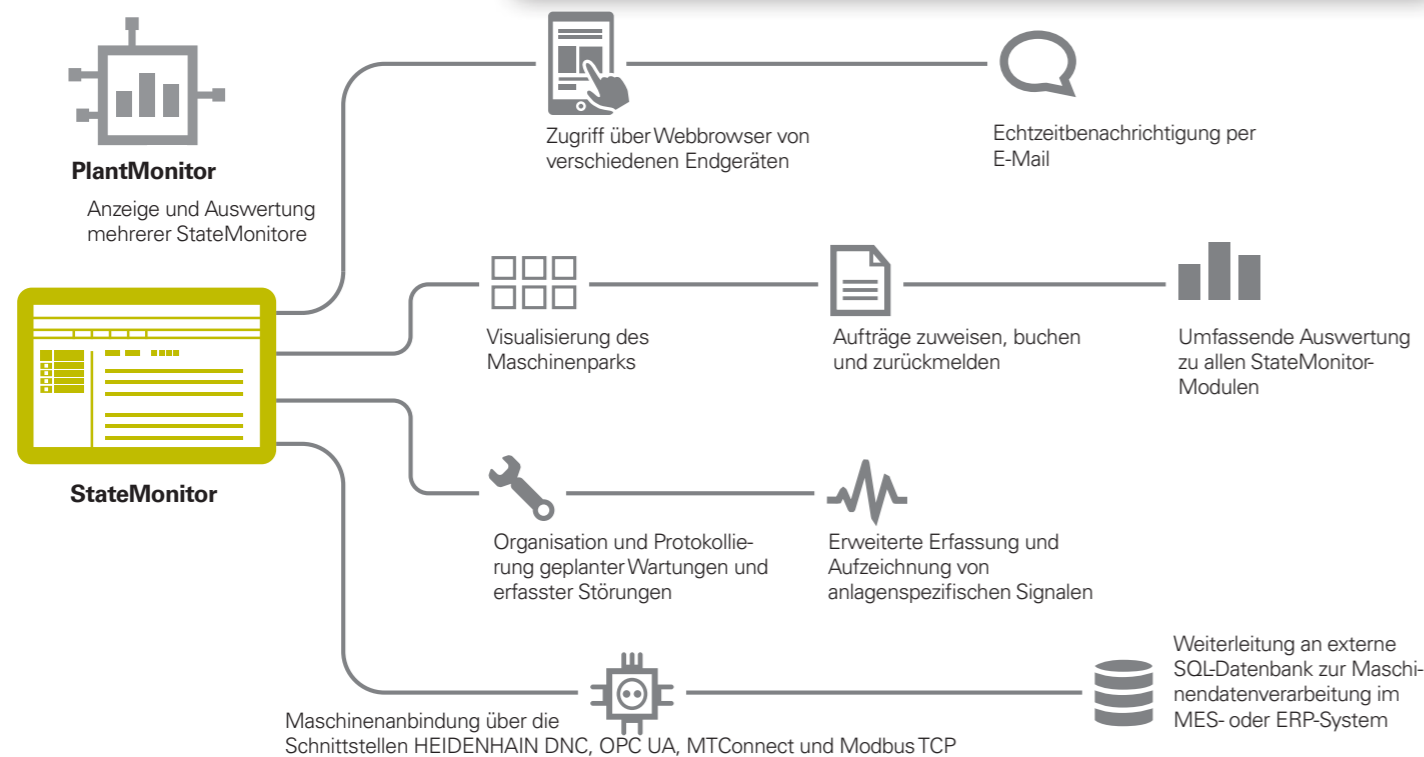 PlantMonitor
Anzeige und Auswertung
mehrerer StateMonitore
Zugriff über Webbrowser von
verschiedenen Endgeräten
Echtzeitbenachrichtigung per
E-Mail
StateMonitor
Visualisierung des
Maschinenparks
Aufträge zuweisen, buchen
und zurückmelden
Umfassende Auswertung
zu allen StateMonitor-
Modulen
Organisation und Protokollie-
rung geplanter Wartungen und
erfasster Störungen
Erweiterte Erfassung und
Aufzeichnung von
anlagenspezifischen Signalen
Maschinenanbindung über die
Schnittstellen HEIDENHAIN DNC, OPC UA, MTConnect und Modbus TCP
Weiterleitung an externe
SQL-Datenbank zur Maschi-
nendatenverarbeitung im
MES- oder ERP-System